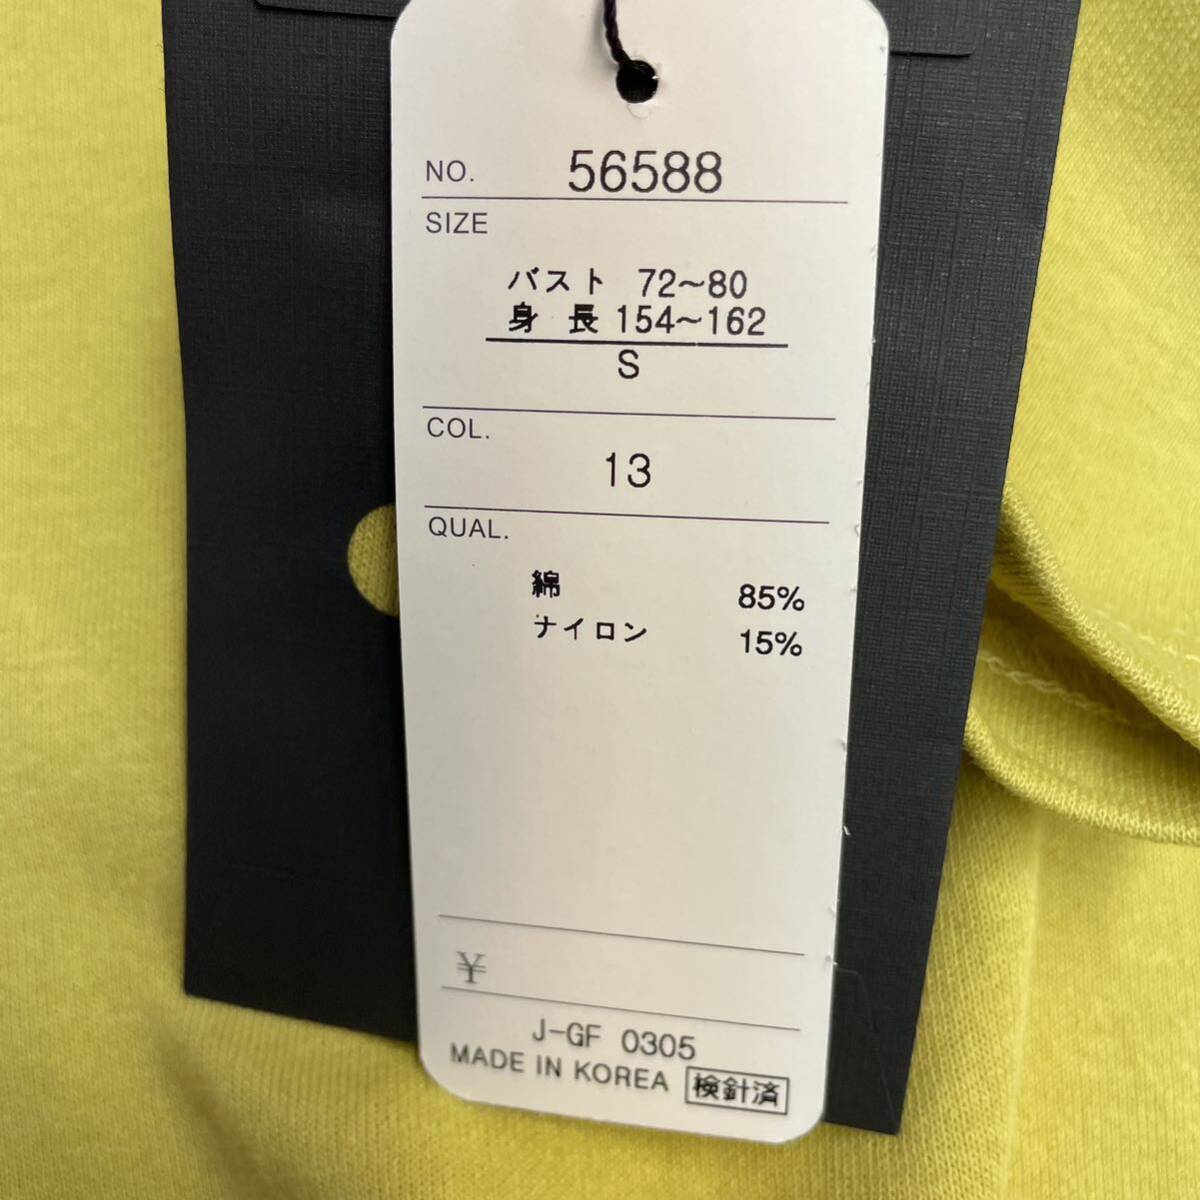 NO. 56588
SIZE
バスト 72~80
身 長 154~162
S
COL.
13
QUAL.
綿 85%
ナイロン 15%
¥
J-GF 0305
MADE IN KOREA 検針済